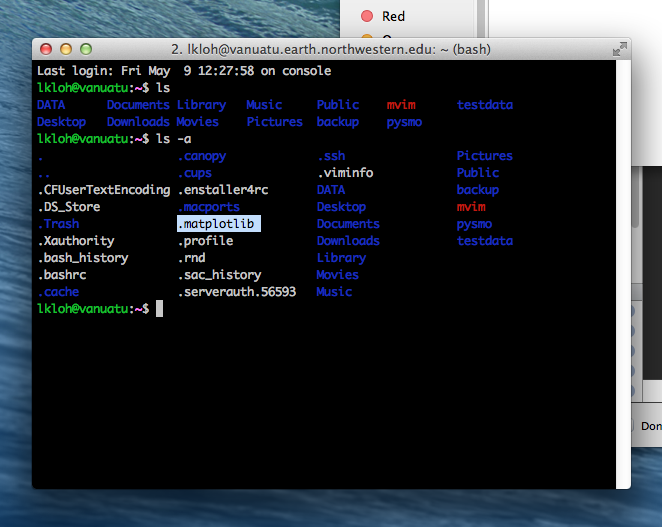 Red
2. lkloh@vanuatu.earth.northwestern.edu: ~ (bash)
Last login: Fri May  9 12:27:58 on console
lkloh@vanuatu:~$ ls
DATA Documents Library Music Public mvim testdata
Desktop Downloads Movies Pictures backup pysmo
lkloh@vanuatu:~$ ls -a
. .canopy .ssh Pictures
.. .cups .viminfo Public
.CFUserTextEncoding .enstaller4rc DATA backup
.DS_Store .macports Desktop mvim
.Trash .matplotlib Documents pysmo
.Xauthority .profile Downloads testdata
.bash_history .rnd Library
.bashrc .sac_history Movies
.cache .serverauth.56593 Music
lkloh@vanuatu:~$
Don